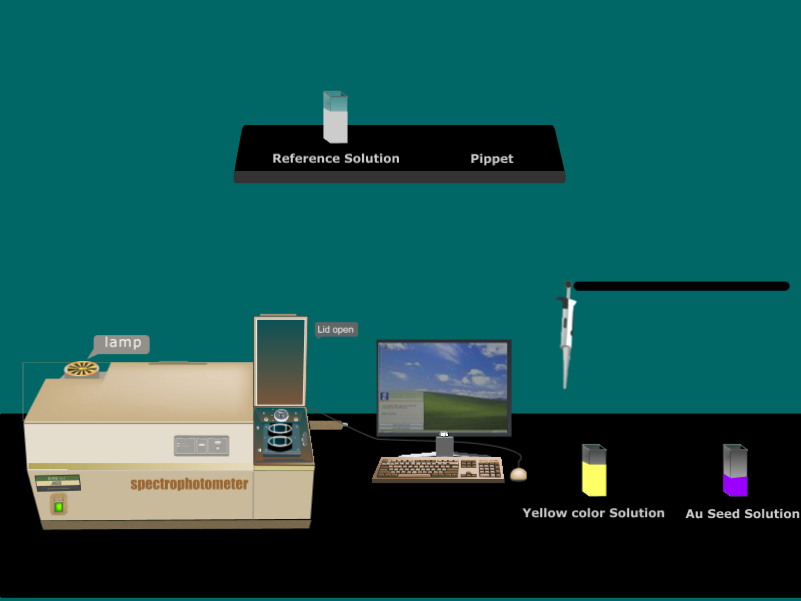 Reference Solution
Pippet
Lid open
lamp
spectrophotometer
Yellow color Solution
Au Seed Solution